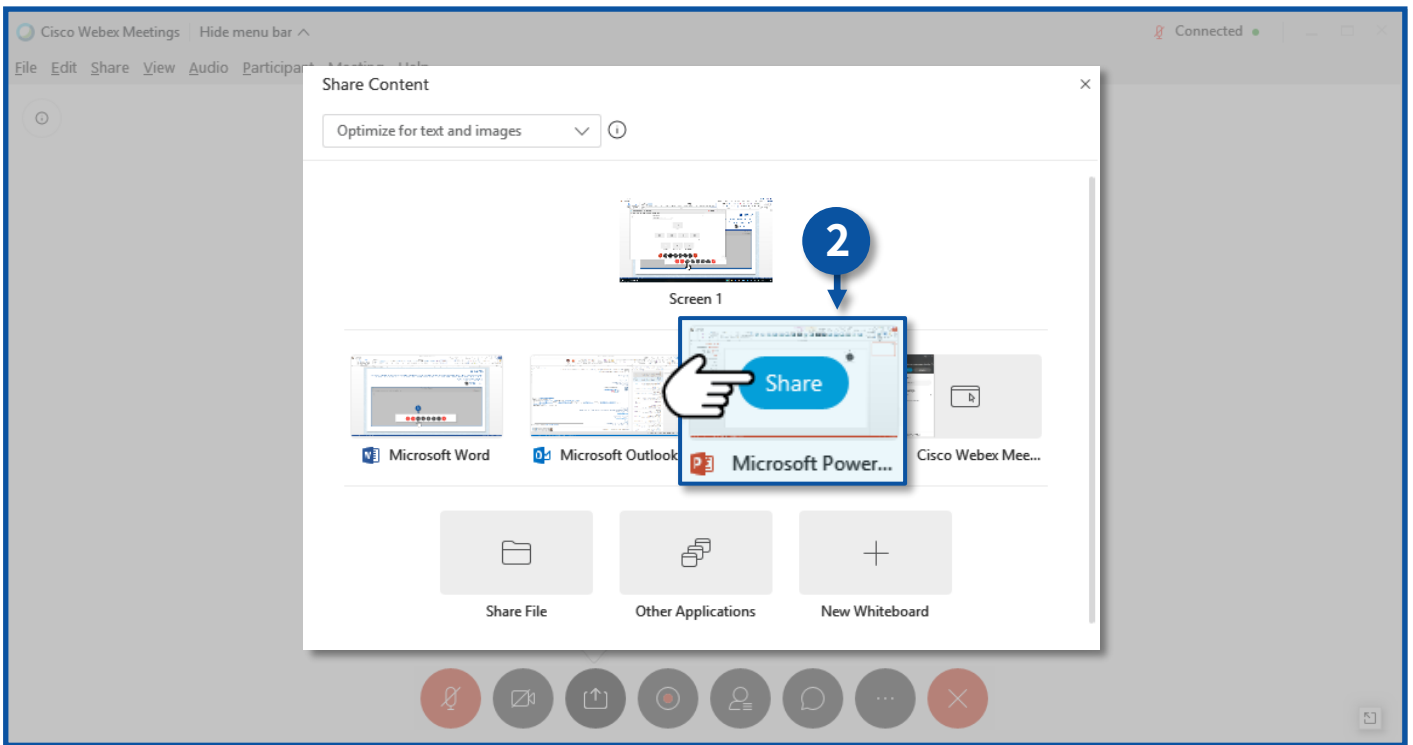 Cisco Webex Meetings Hide menu bar
Connected
File Edit Share View Audio Participant Meeting Help
Share Content
Optimize for text and images
2
Screen 1
Share
Microsoft Word
Microsoft Outlook
Microsoft Power...
Cisco Webex Mee...
Share File
Other Applications
New Whiteboard